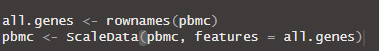 all.genes <- rownames(pbmc)
pbmc <- ScaleData(pbmc, features = all.genes)